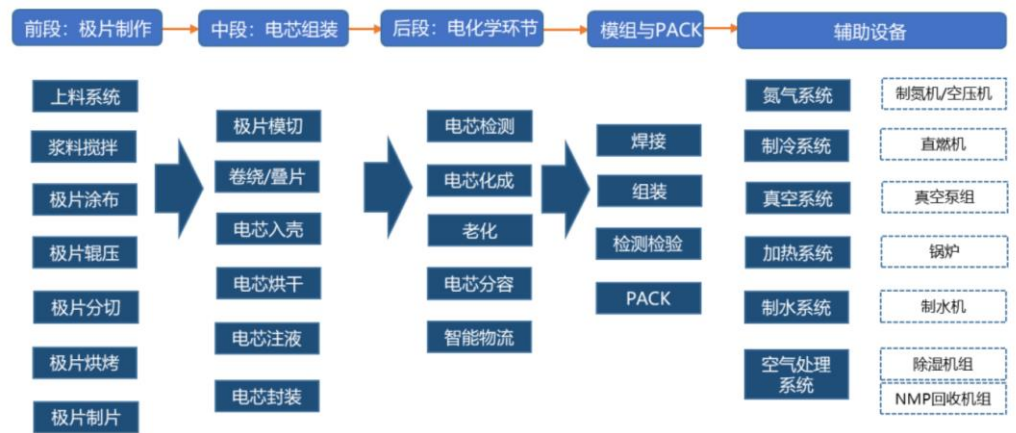 前段：极片制作
中段：电芯组装
后段：电化学环节
模组与PACK
辅助设备
上料系统
浆料搅拌
极片涂布
极片辊压
极片分切
极片烘烤
极片制片
极片模切
卷绕/叠片
电芯入壳
电芯烘干
电芯注液
电芯封装
电芯检测
电芯化成
老化
电芯分容
智能物流
焊接
组装
检测检验
PACK
氮气系统
制氮机/空压机
制冷系统
直燃机
真空系统
真空泵组
加热系统
锅炉
制水系统
制水机
空气处理
系统
除湿机组
NMP回收机组